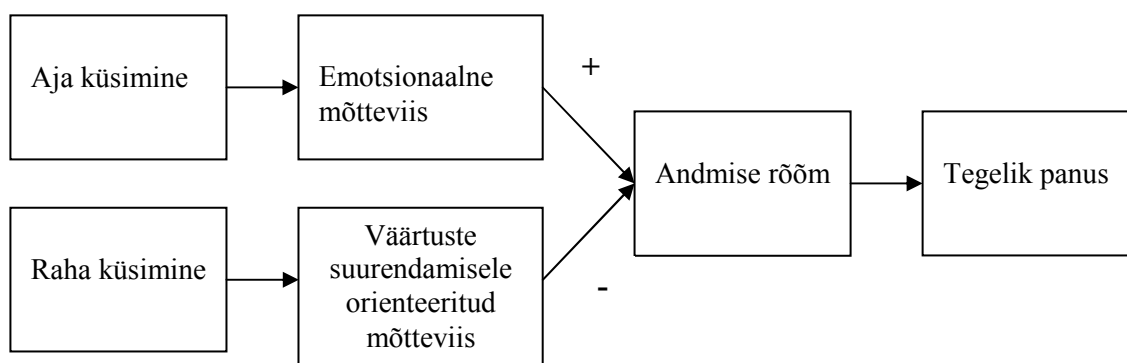 Aja küsimine
Emotsionaalne
mõtteviis
+
Andmise rõõm
Tegelik panus
Raha küsimine
Väärtuste
suurendamisele
orienteeritud
mõtteviis
-